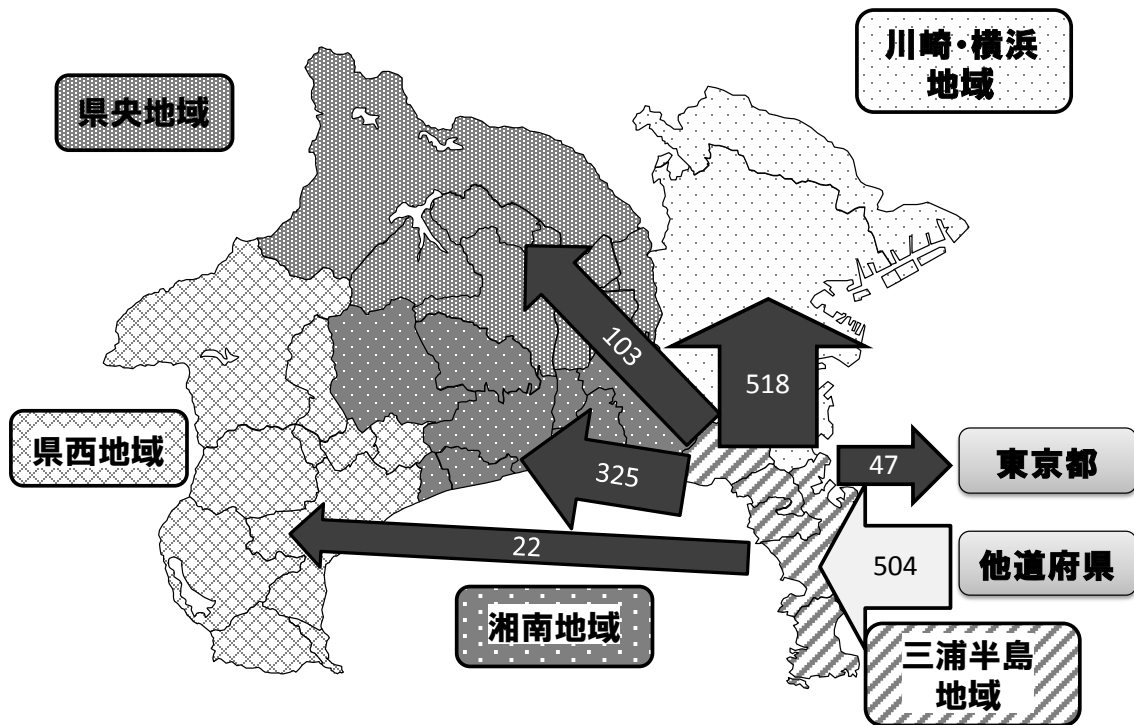 川崎・横浜
地域
県央地域
103
518
県西地域
325
47
東京都
22
504
他道府県
湘南地域
三浦半島
地域